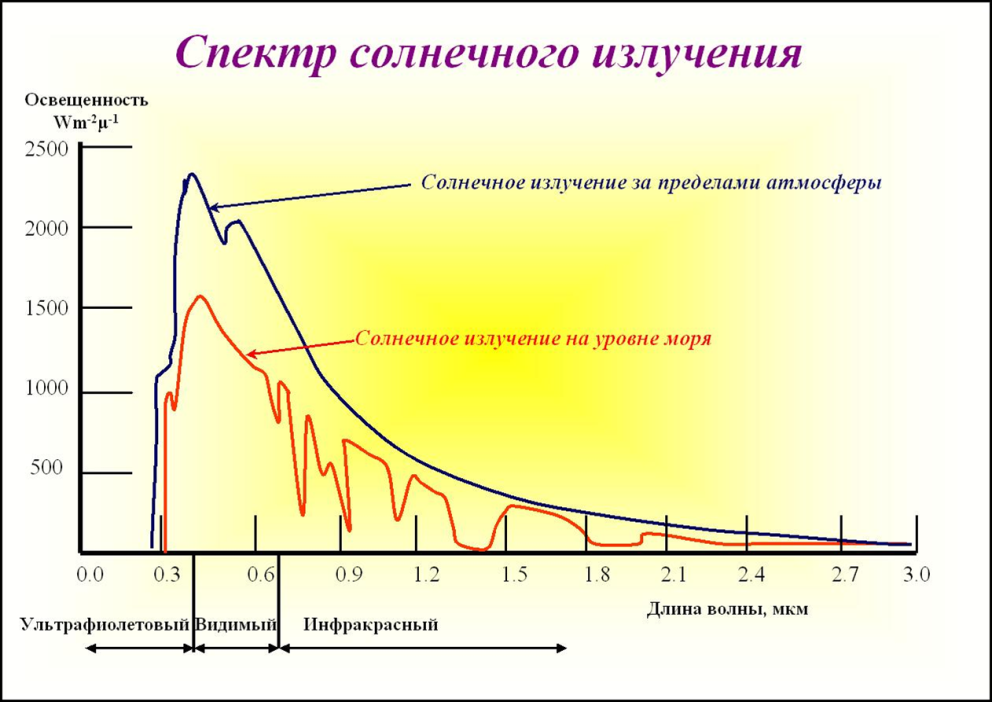 Спектр солнечного излучения
Освещенность
Wm⁻²μ⁻¹
2500
Солнечное излучение за пределами атмосферы
2000
1500
Солнечное излучение на уровне моря
1000
500
0.0 0.3 0.6 0.9 1.2 1.5 1.8 2.1 2.4 2.7 3.0
Длина волны, мкм
Ультрафиолетовый Видимый Инфракрасный